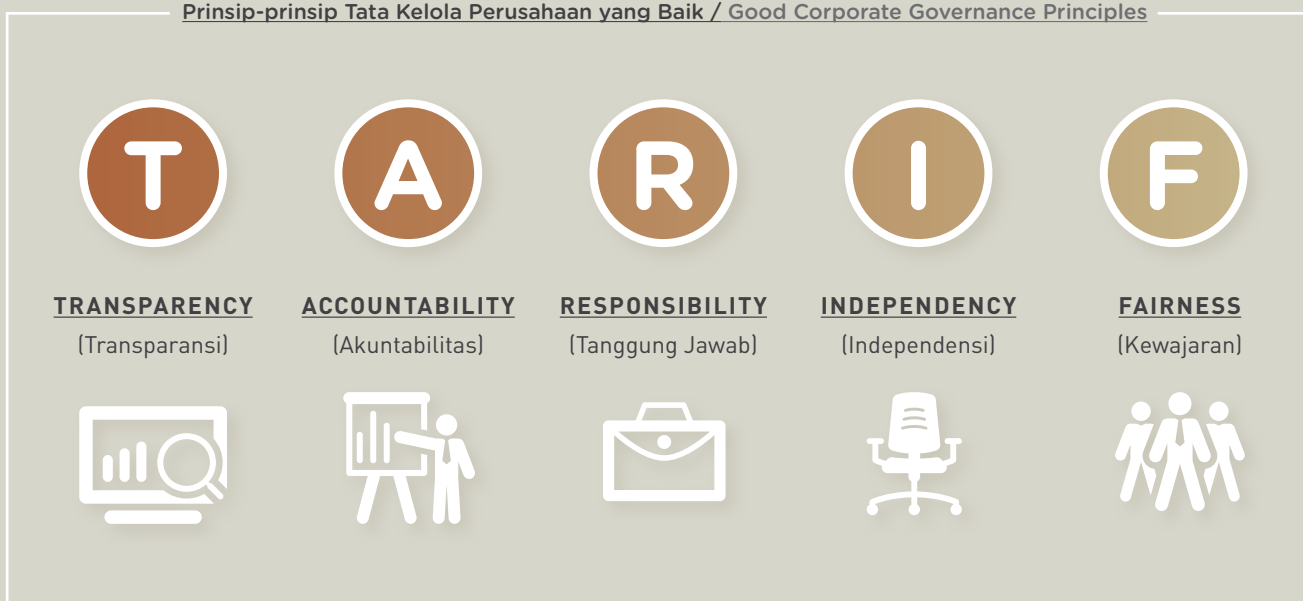 Prinsip-prinsip Tata Kelola Perusahaan yang Baik / Good Corporate Governance Principles
T A R I F
TRANSPARENCY ACCOUNTABILITY RESPONSIBILITY INDEPENDENCY FAIRNESS
(Transparansi) (Akuntabilitas) (Tanggung Jawab) (Independensi) (Kewajaran)